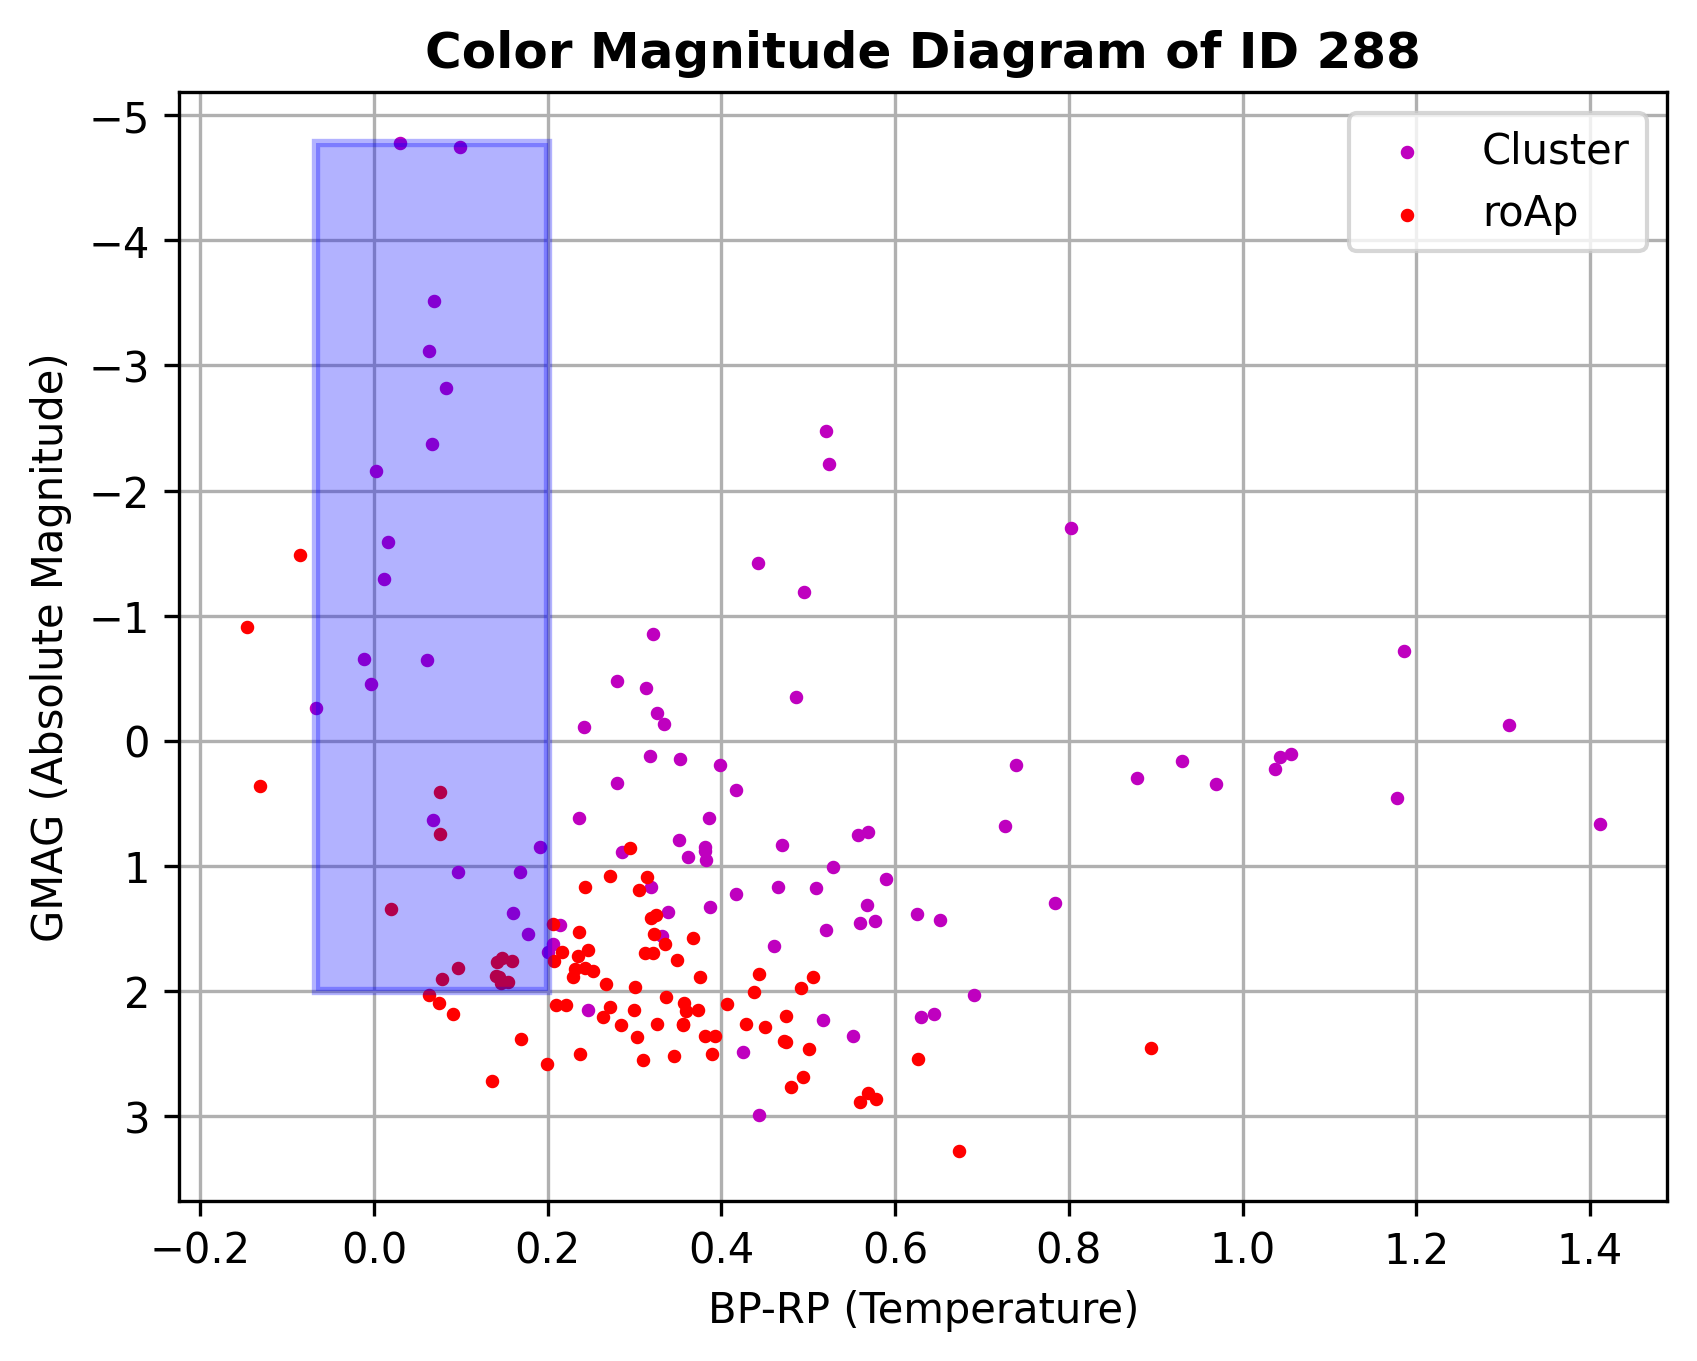 Color Magnitude Diagram of ID 288
Cluster
roAp
GMAG (Absolute Magnitude)
−5
−4
−3
−2
−1
0
1
2
3
−0.2 0.0 0.2 0.4 0.6 0.8 1.0 1.2 1.4
BP-RP (Temperature)